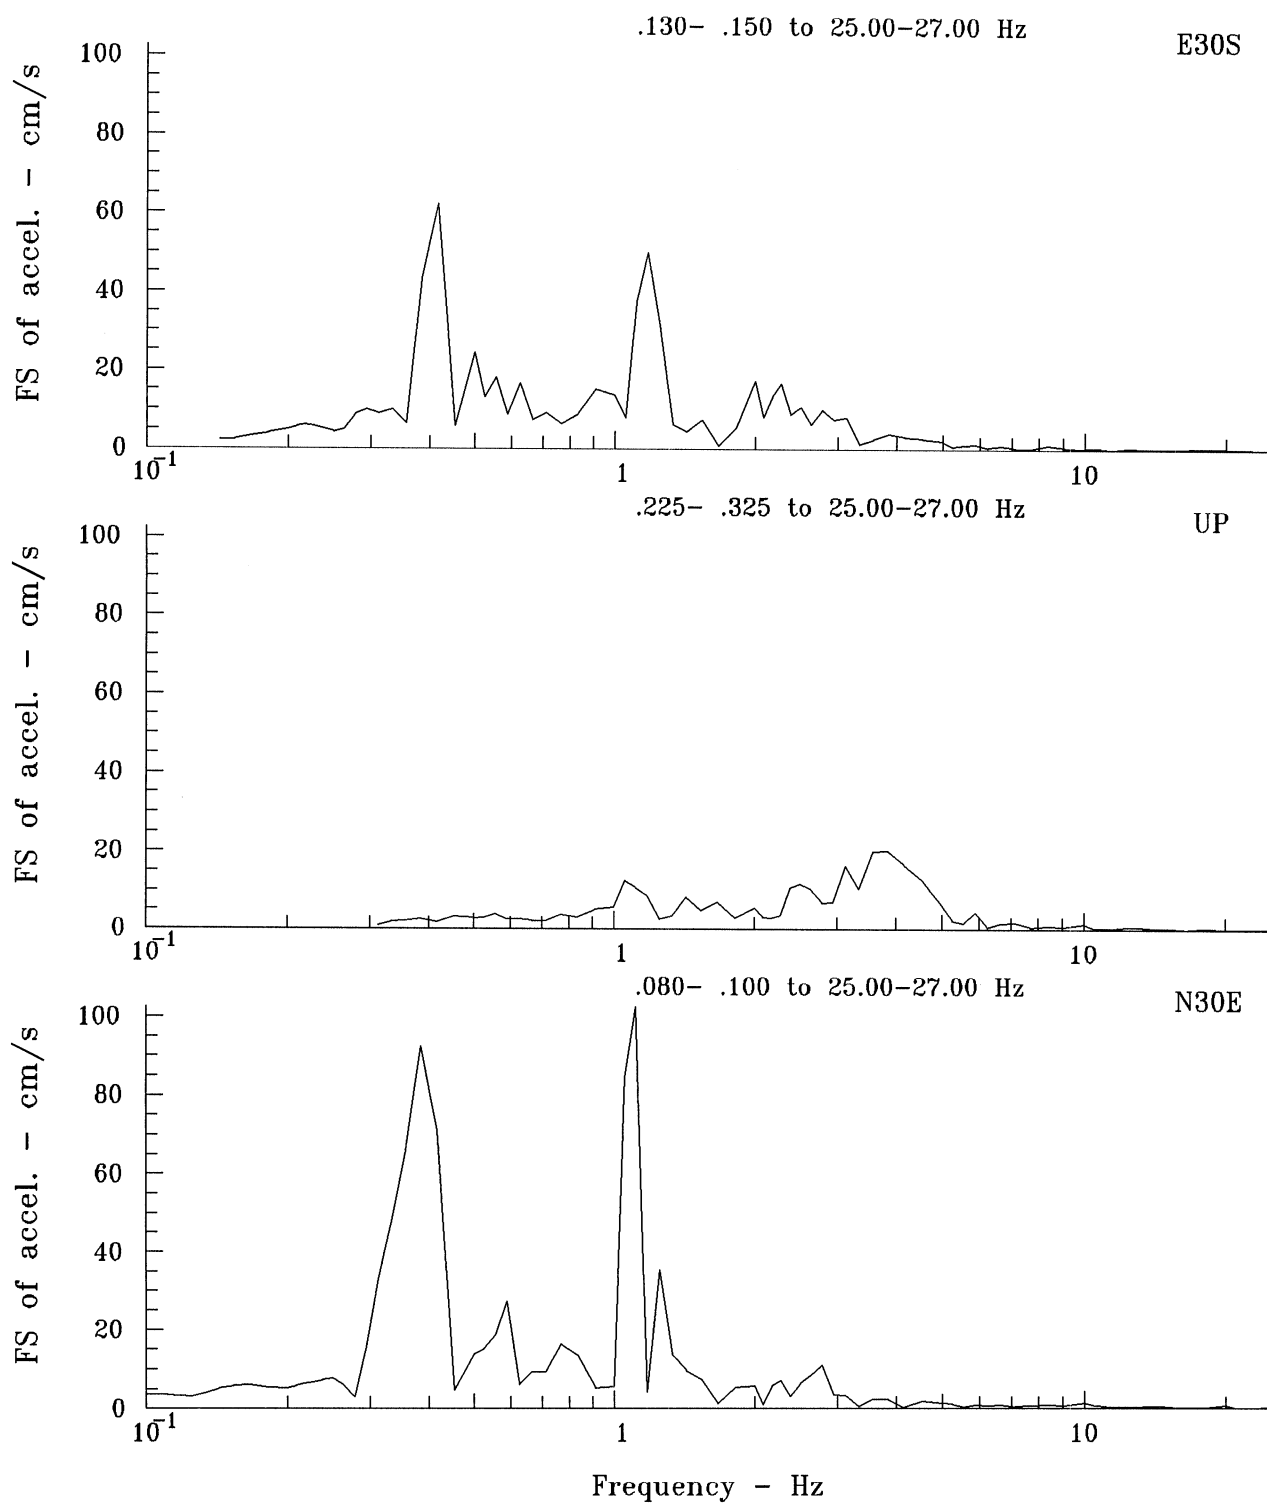 .130− .150 to 25.00−27.00 Hz
E30S
FS of accel. − cm/s
100
80
60
40
20
0
10⁻¹
1
10
.225− .325 to 25.00−27.00 Hz
UP
FS of accel. − cm/s
100
80
60
40
20
0
10⁻¹
1
10
.080− .100 to 25.00−27.00 Hz
N30E
FS of accel. − cm/s
100
80
60
40
20
0
10⁻¹
1
10
Frequency − Hz